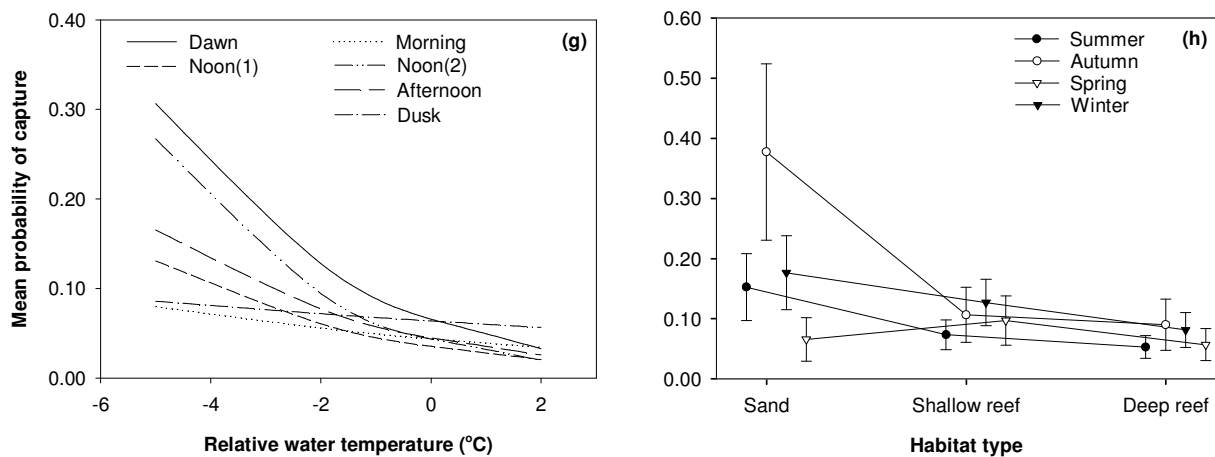 Mean probability of capture
0.40
0.30
0.20
0.10
0.00
Dawn
Noon(1)
Morning
Noon(2)
Afternoon
Dusk
(g)
-6 -4 -2 0 2
Relative water temperature (°C)
0.60
0.50
0.40
0.30
0.20
0.10
0.00
Summer
Autumn
Spring
Winter
(h)
Sand Shallow reef Deep reef
Habitat type